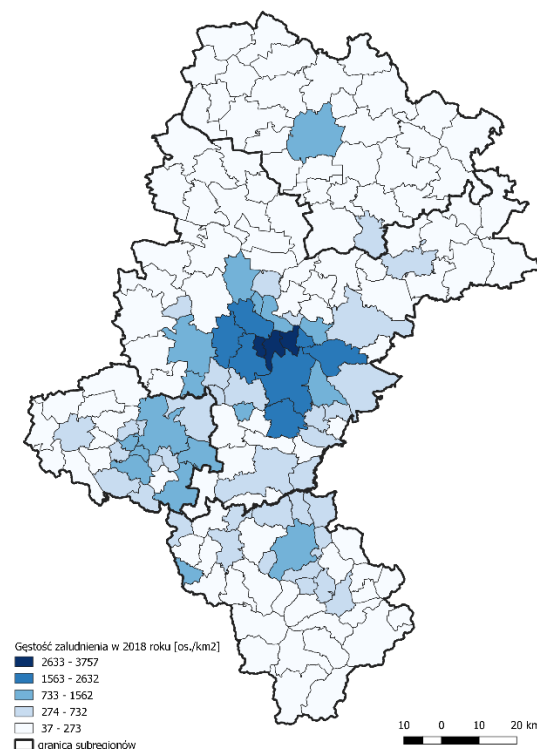 Gęstość zaludnienia w 2018 roku [os./km2]
2633 - 3757
1563 - 2632
733 - 1562
274 - 732
37 - 273
granica subregionów
10 0 10 20 km